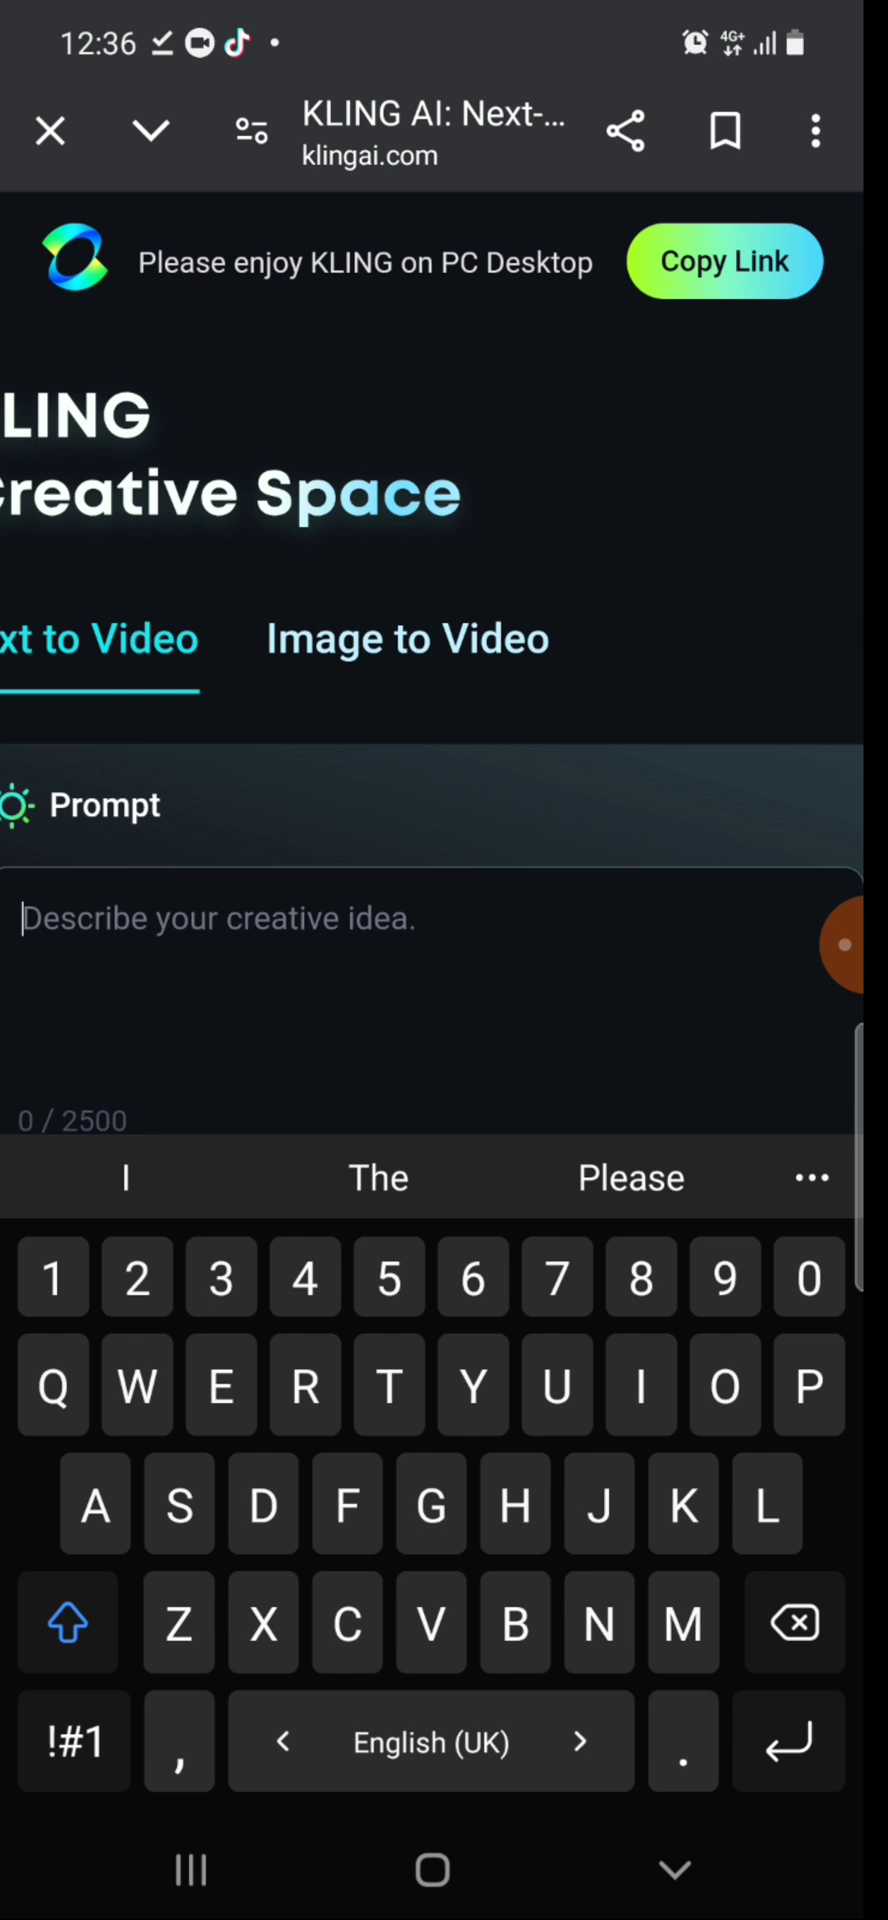 12:36
4G+
KLING AI: Next-...
klingai.com
Please enjoy KLING on PC Desktop
Copy Link
LING
Creative Space
xt to Video
Image to Video
Prompt
Describe your creative idea.
0 / 2500
I The Please
1 2 3 4 5 6 7 8 9 0
Q W E R T Y U I O P
A S D F G H J K L
Z X C V B N M
!#1 , < English (UK) > .